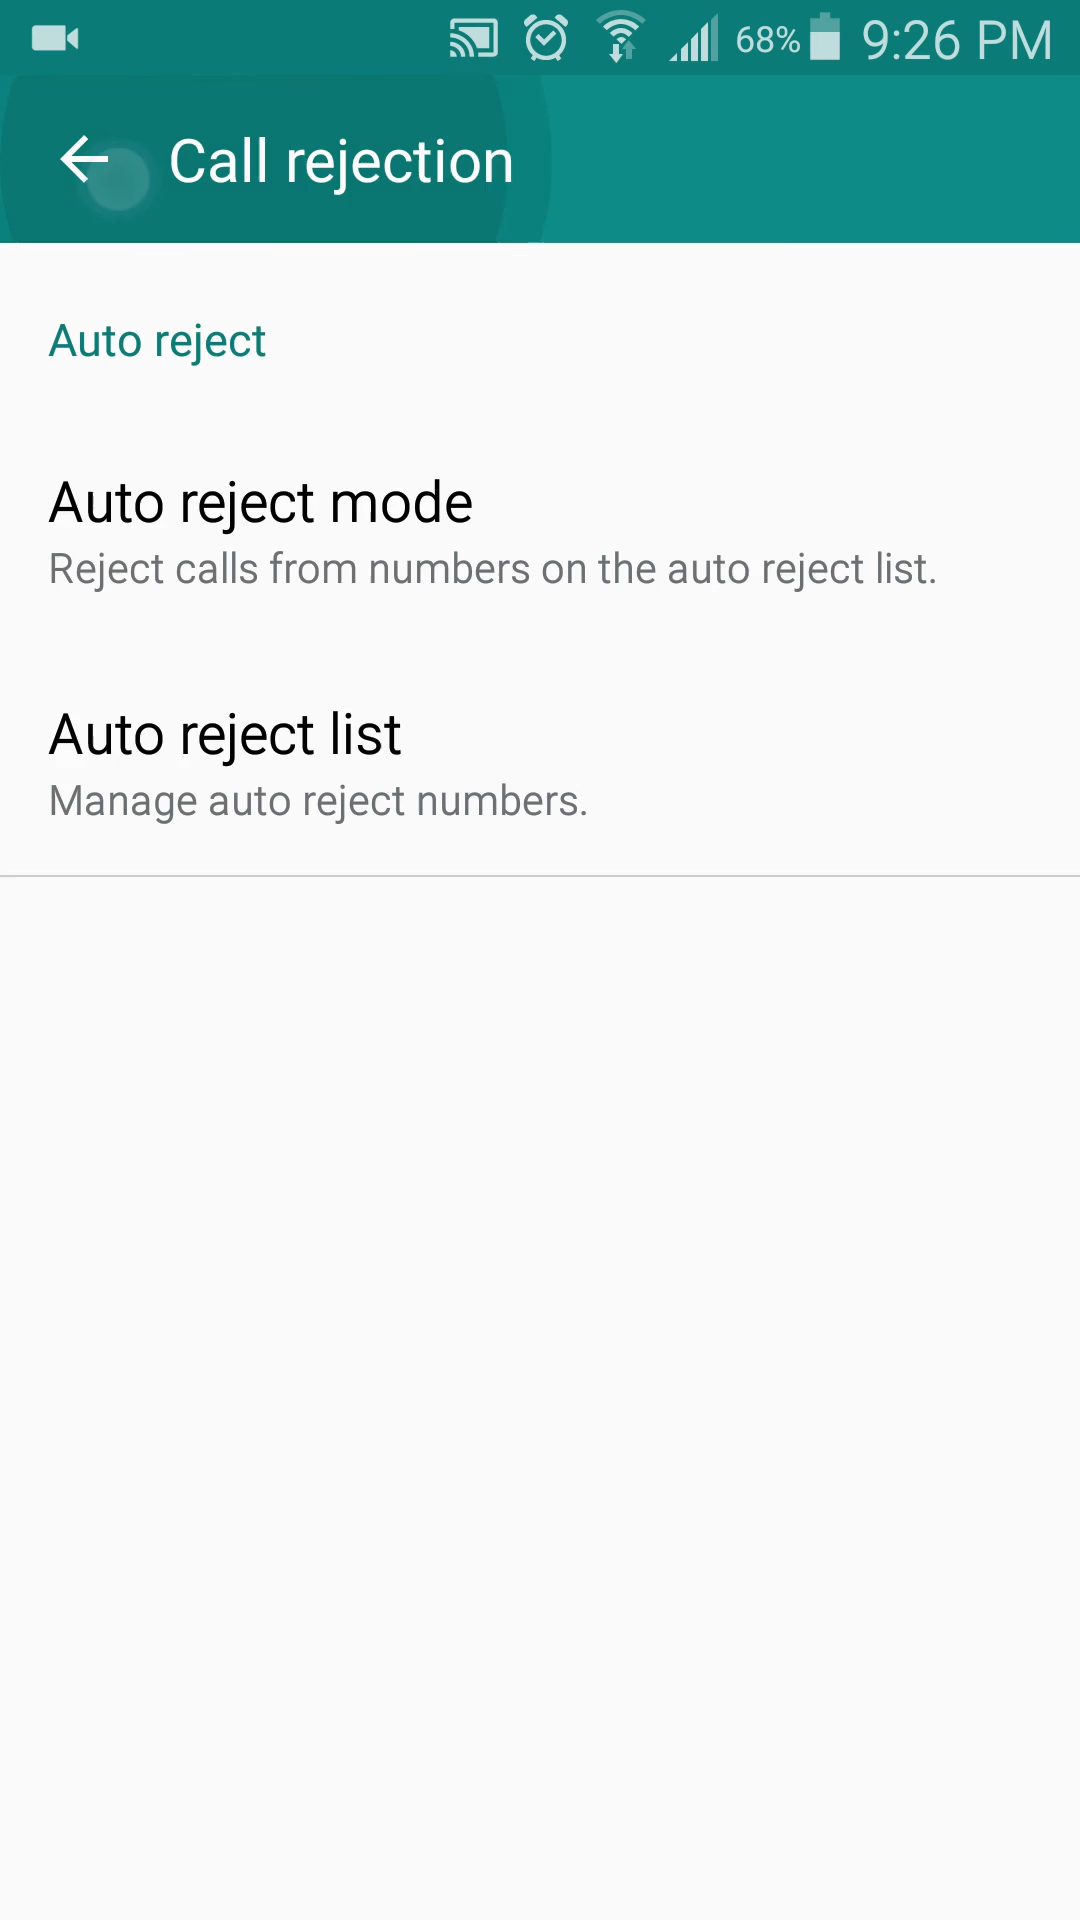 68% 9:26 PM
Call rejection
Auto reject
Auto reject mode
Reject calls from numbers on the auto reject list.
Auto reject list
Manage auto reject numbers.